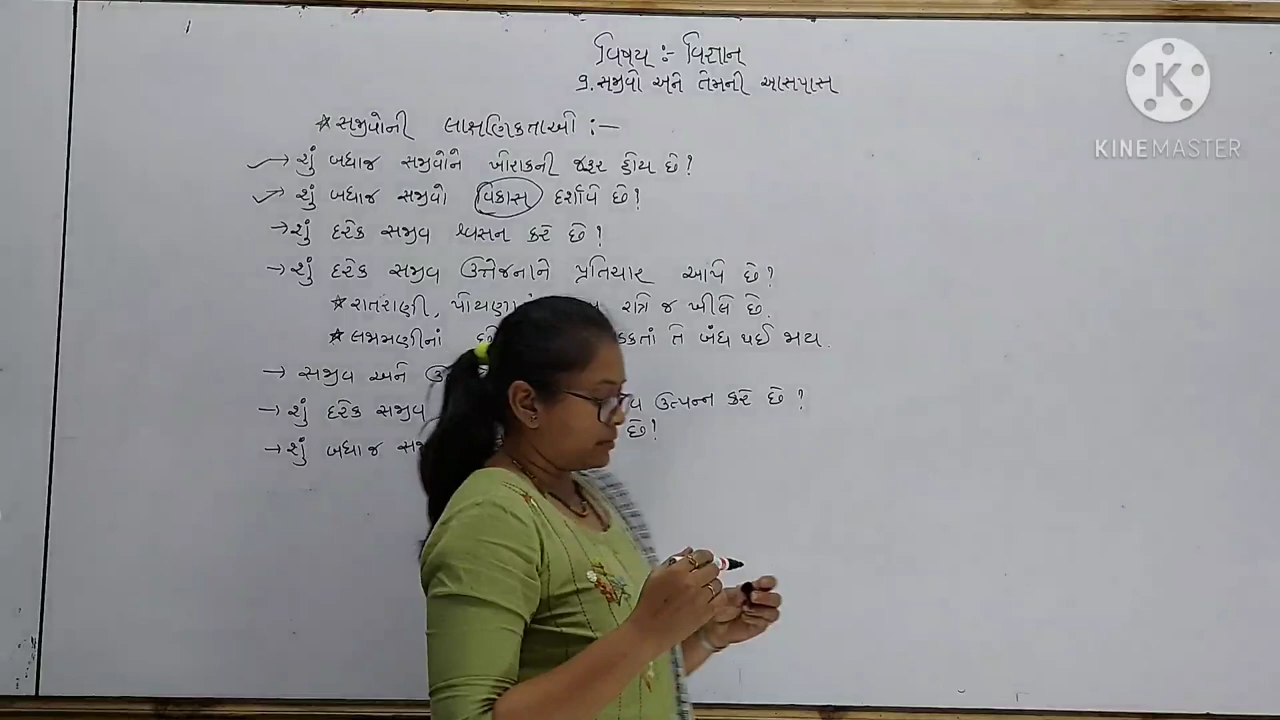 વિષય :- વિજ્ઞાન
૭. સજીવો અને તેમની આસપાસ
KINEMASTER
* સજીવોની લાક્ષણિકતાઓ :-
→ શું બધાજ સજીવોને ખોરાકની જરૂર હોય છે?
→ શું બધાજ સજીવો વિકાસ દર્શાવે છે?
→ શું દરેક સજીવ શ્વસન કરે છે?
→ શું દરેક સજીવ ઉત્તેજનાને પ્રતિચાર આપે છે?
* રાતરાણી, રાત્રિ જ ખીલે છે.
* લજામણીનાં તે બંધ થઈ જાય.
→ સજીવ અને
→ શું દરેક સજીવ ઉત્પન્ન કરે છે?
→ શું બધાજ છે?